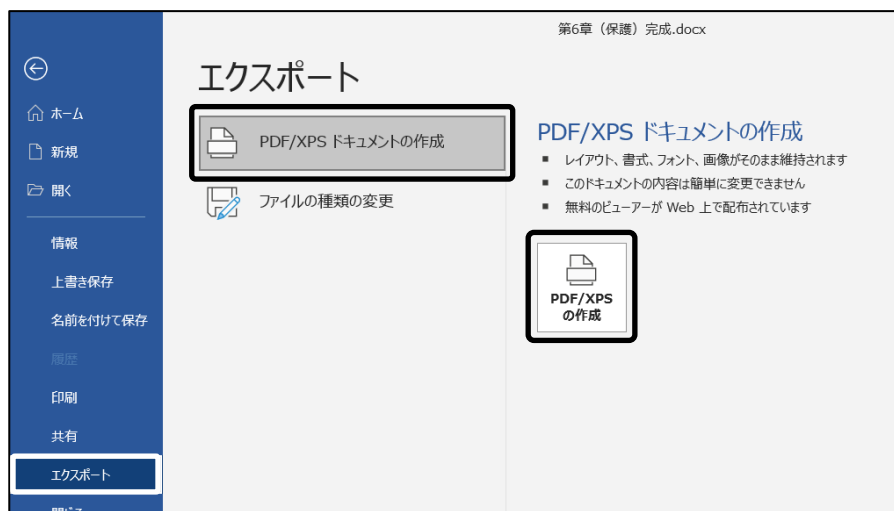 第6章（保護）完成.docx
エクスポート
ホーム
新規
開く
情報
上書き保存
名前を付けて保存
履歴
印刷
共有
エクスポート
PDF/XPS ドキュメントの作成
ファイルの種類の変更
PDF/XPS ドキュメントの作成
■ レイアウト、書式、フォント、画像がそのまま維持されます
■ このドキュメントの内容は簡単に変更できません
■ 無料のビューアーが Web 上で配布されています
PDF/XPS
の作成